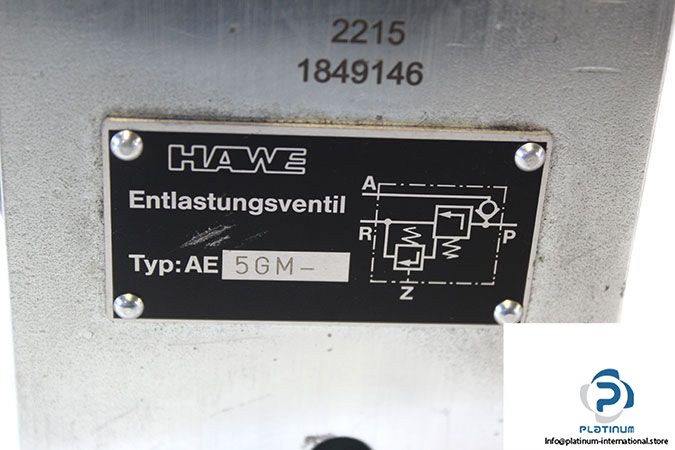 2215
1849146
HAWE
Entlastungsventil
Typ: AE 5GM-
A
R
P
Z
PLATINUM
Info@platinum-international.store